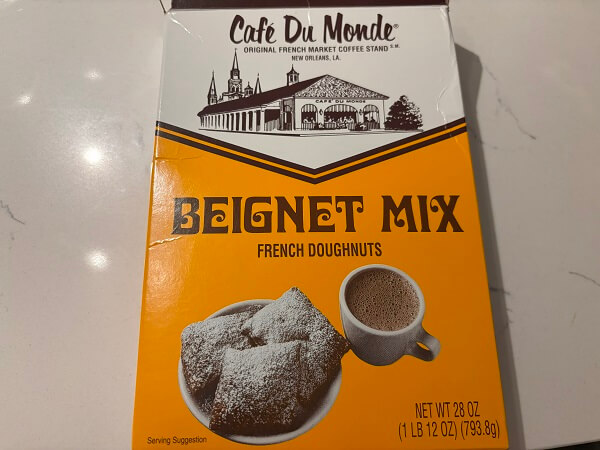 Café Du Monde®
ORIGINAL FRENCH MARKET COFFEE STAND S.M.
NEW ORLEANS, LA.
CAFE DU MONDE
BEIGNET MIX
FRENCH DOUGHNUTS
NET WT 28 OZ
(1 LB 12 OZ) (793.8g)
Serving Suggestion